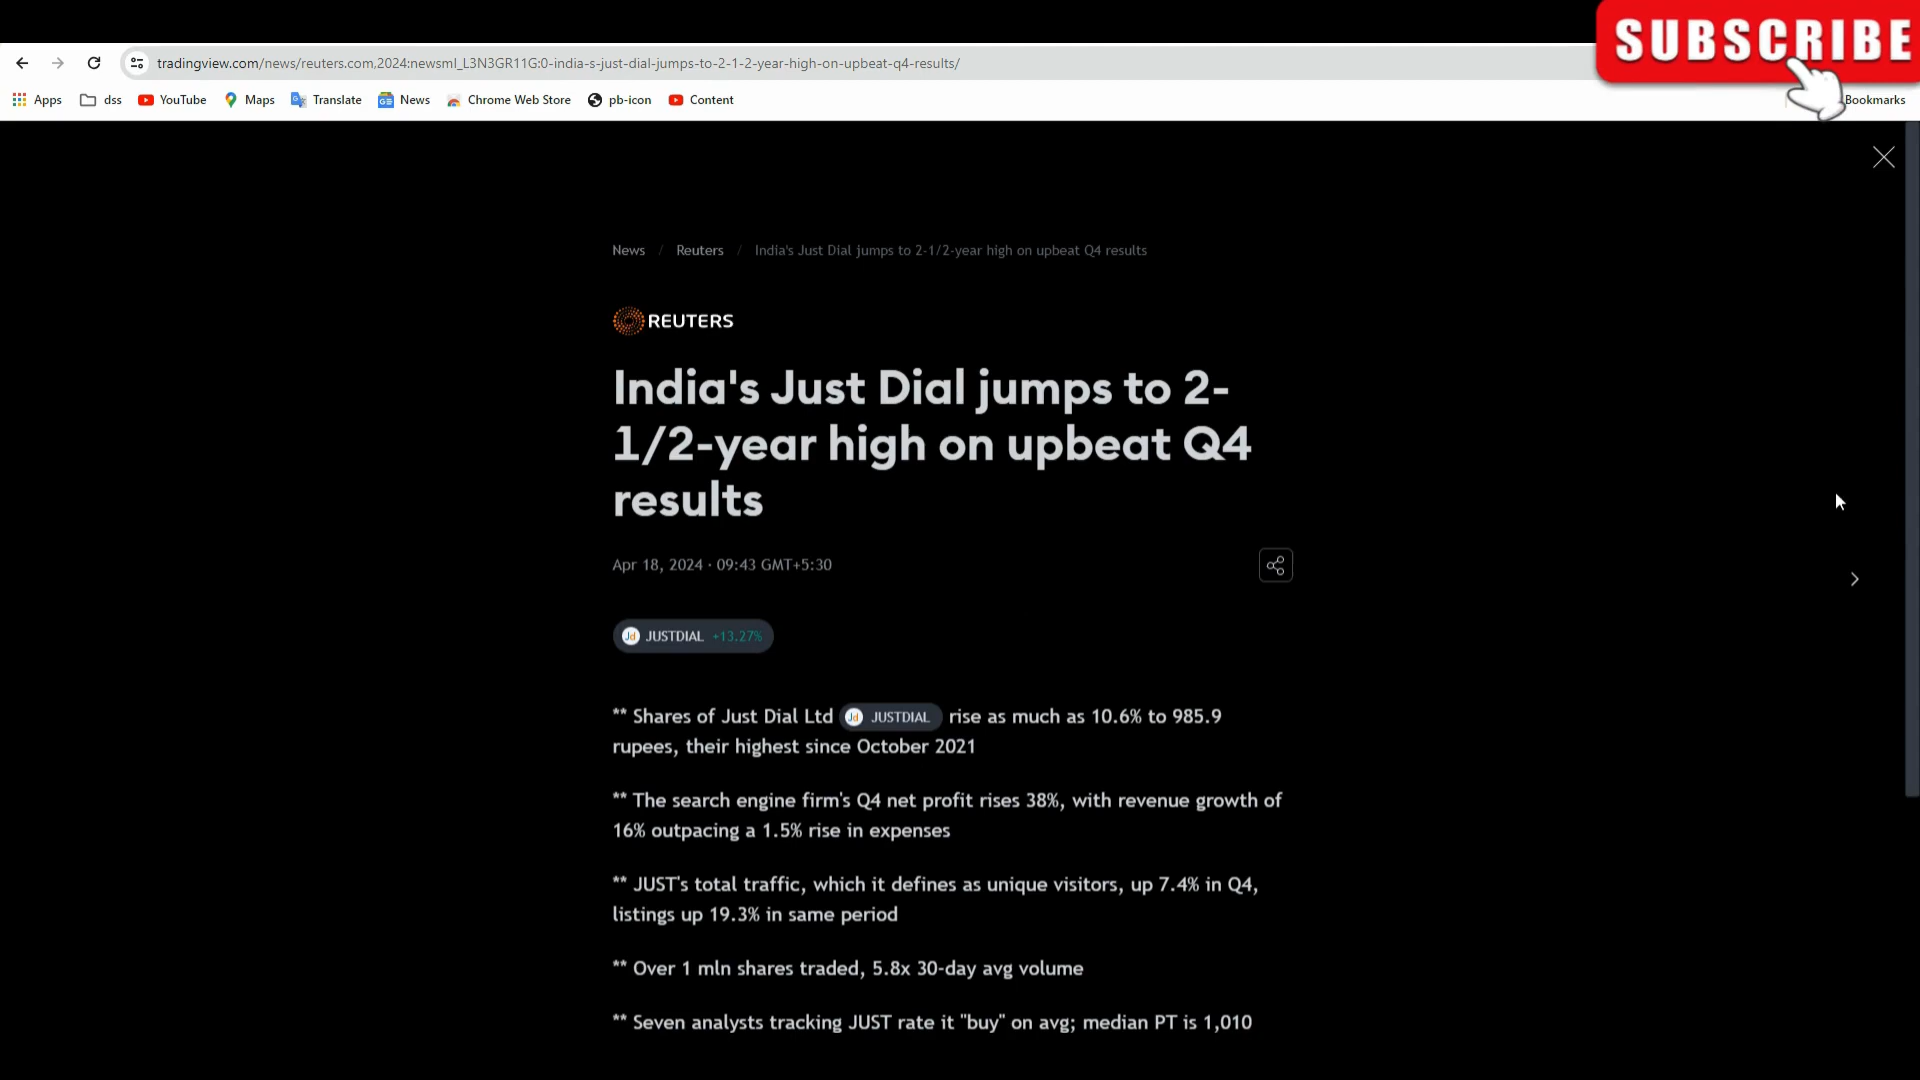 SUBSCRIBE
tradingview.com/news/reuters.com,2024:newsml_L3N3GR11G:0-india-s-just-dial-jumps-to-2-1-2-year-high-on-upbeat-q4-results/
Apps dss YouTube Maps Translate News Chrome Web Store pb-icon Content Bookmarks
News / Reuters / India's Just Dial jumps to 2-1/2-year high on upbeat Q4 results
REUTERS
India's Just Dial jumps to 2-
1/2-year high on upbeat Q4
results
Apr 18, 2024 · 09:43 GMT+5:30
Jd JUSTDIAL +13.27%
** Shares of Just Dial Ltd Jd JUSTDIAL rise as much as 10.6% to 985.9
rupees, their highest since October 2021
** The search engine firm's Q4 net profit rises 38%, with revenue growth of
16% outpacing a 1.5% rise in expenses
** JUST's total traffic, which it defines as unique visitors, up 7.4% in Q4,
listings up 19.3% in same period
** Over 1 mln shares traded, 5.8x 30-day avg volume
** Seven analysts tracking JUST rate it "buy" on avg; median PT is 1,010